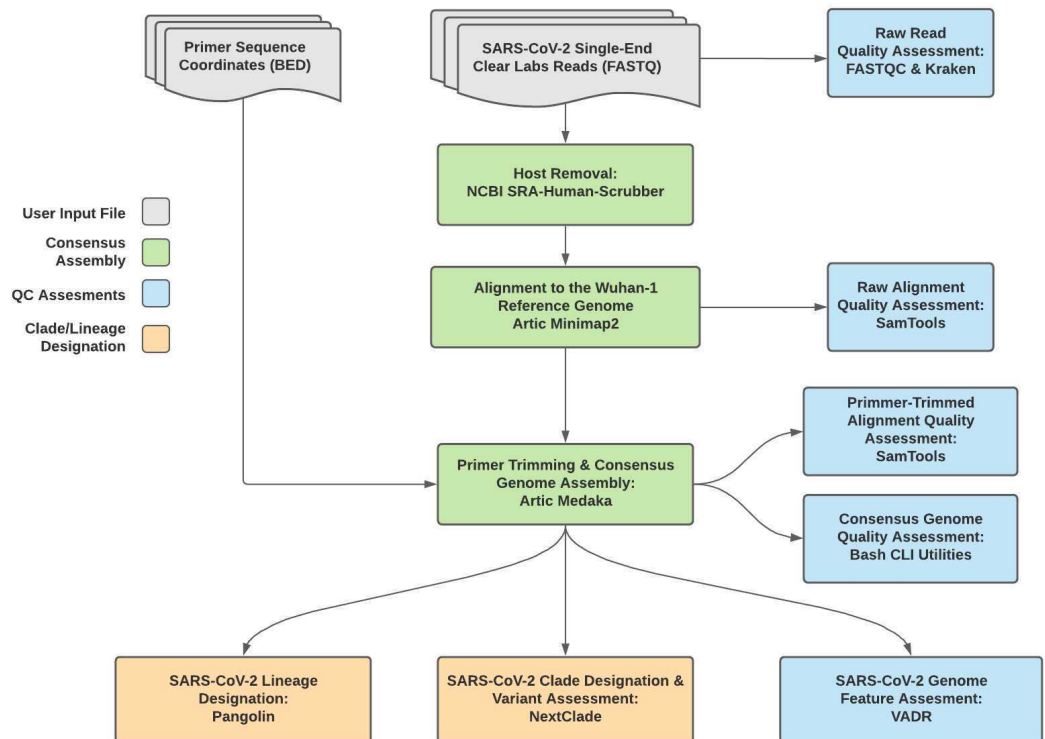 Primer Sequence
Coordinates (BED)
SARS-CoV-2 Single-End
Clear Labs Reads (FASTQ)
Raw Read
Quality Assessment:
FASTQC & Kraken
Host Removal:
NCBI SRA-Human-Scrubber
User Input File
Consensus
Assembly
QC Assesments
Clade/Lineage
Designation
Alignment to the Wuhan-1
Reference Genome
Artic Minimap2
Raw Alignment
Quality Assessment:
SamTools
Primmer-Trimmed
Alignment Quality
Assessment:
SamTools
Primer Trimming & Consensus
Genome Assembly:
Artic Medaka
Consensus Genome
Quality Assessment:
Bash CLI Utilities
SARS-CoV-2 Lineage
Designation:
Pangolin
SARS-CoV-2 Clade Designation &
Variant Assessment:
NextClade
SARS-CoV-2 Genome
Feature Assesment:
VADR